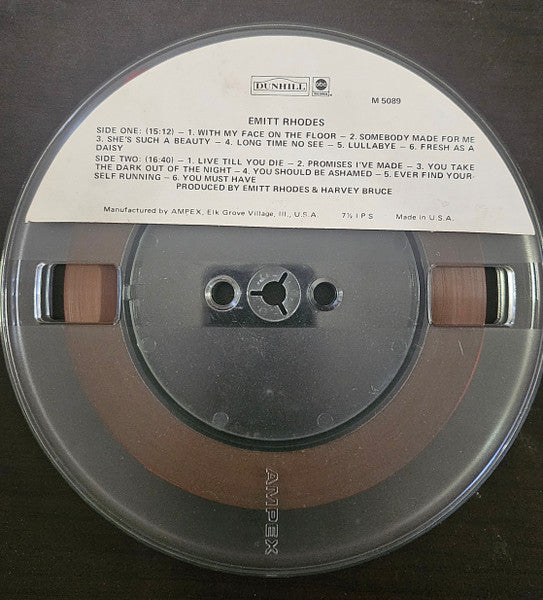 DUNHILL abc
M 5089
EMITT RHODES
SIDE ONE: (15:12) — 1. WITH MY FACE ON THE FLOOR — 2. SOMEBODY MADE FOR ME
3. SHE'S SUCH A BEAUTY — 4. LONG TIME NO SEE — 5. LULLABYE — 6. FRESH AS A
DAISY
SIDE TWO: (16:40) — 1. LIVE TILL YOU DIE — 2. PROMISES I'VE MADE — 3. YOU TAKE
THE DARK OUT OF THE NIGHT — 4. YOU SHOULD BE ASHAMED — 5. EVER FIND YOUR-
SELF RUNNING — 6. YOU MUST HAVE
PRODUCED BY EMITT RHODES & HARVEY BRUCE
Manufactured by AMPEX, Elk Grove Village, Ill., U.S.A. 7½ I P S Made in U.S.A.
AMPEX